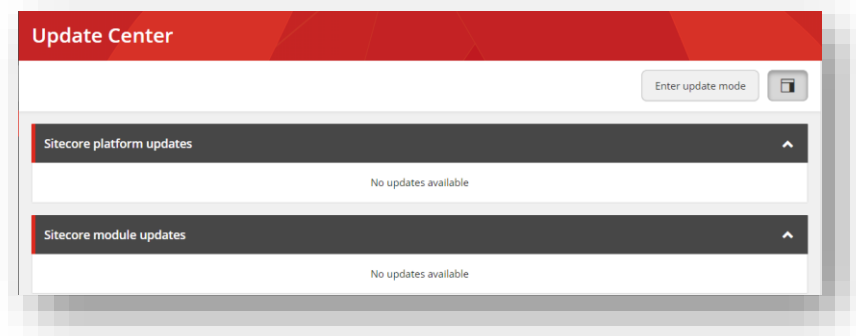 Update Center
Enter update mode
Sitecore platform updates
No updates available
Sitecore module updates
No updates available